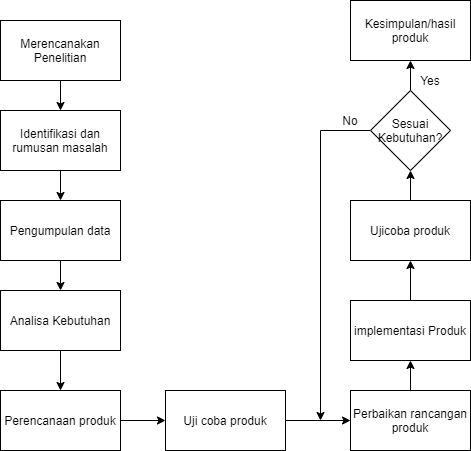 Merencanakan
Penelitian
Identifikasi dan
rumusan masalah
Pengumpulan data
Analisa Kebutuhan
Perencanaan produk
Uji coba produk
Perbaikan rancangan
produk
implementasi Produk
Ujicoba produk
Sesuai
Kebutuhan?
No
Yes
Kesimpulan/hasil
produk